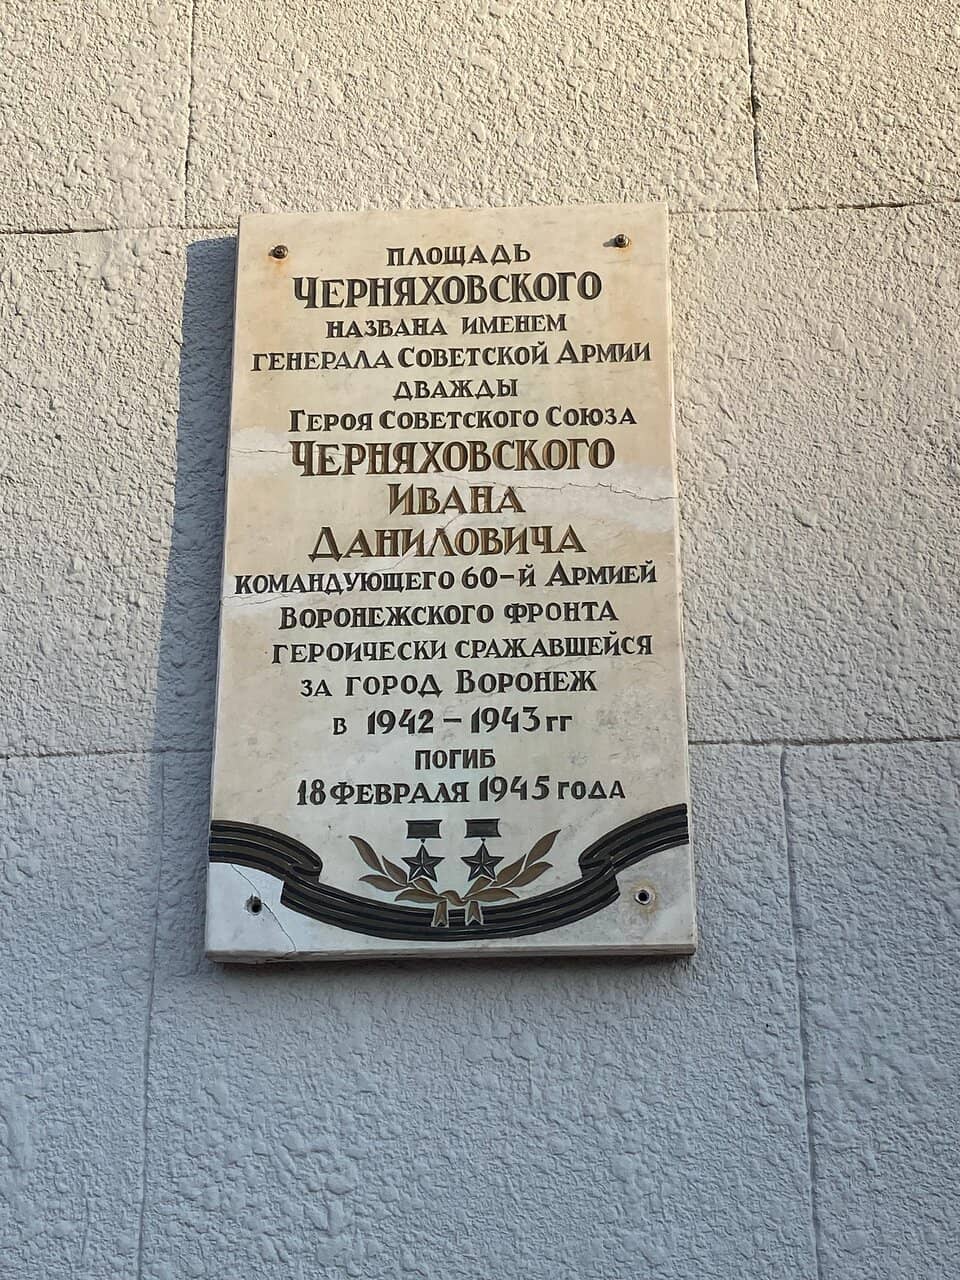 ПЛОЩАДЬ
ЧЕРНЯХОВСКОГО
НАЗВАНА ИМЕНЕМ
ГЕНЕРАЛА СОВЕТСКОЙ АРМИИ
ДВАЖДЫ
ГЕРОЯ СОВЕТСКОГО СОЮЗА
ЧЕРНЯХОВСКОГО
ИВАНА
ДАНИЛОВИЧА
КОМАНДУЮЩЕГО 60-Й АРМИЕЙ
ВОРОНЕЖСКОГО ФРОНТА
ГЕРОИЧЕСКИ СРАЖАВШЕЙСЯ
ЗА ГОРОД ВОРОНЕЖ
В 1942 – 1943 ГГ
ПОГИБ
18 ФЕВРАЛЯ 1945 ГОДА